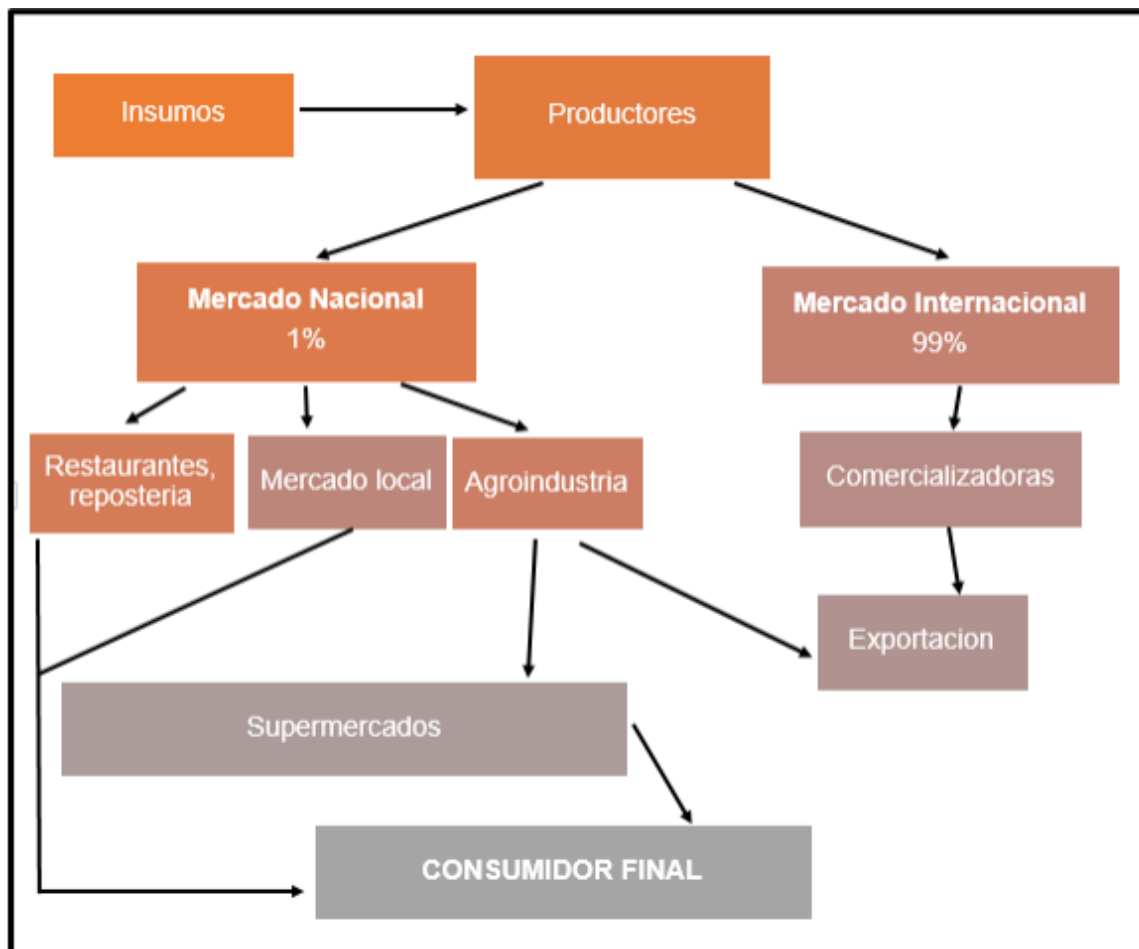 Insumos
Productores
Mercado Nacional
1%
Mercado Internacional
99%
Restaurantes,
reposteria
Mercado local
Agroindustria
Comercializadoras
Exportacion
Supermercados
CONSUMIDOR FINAL